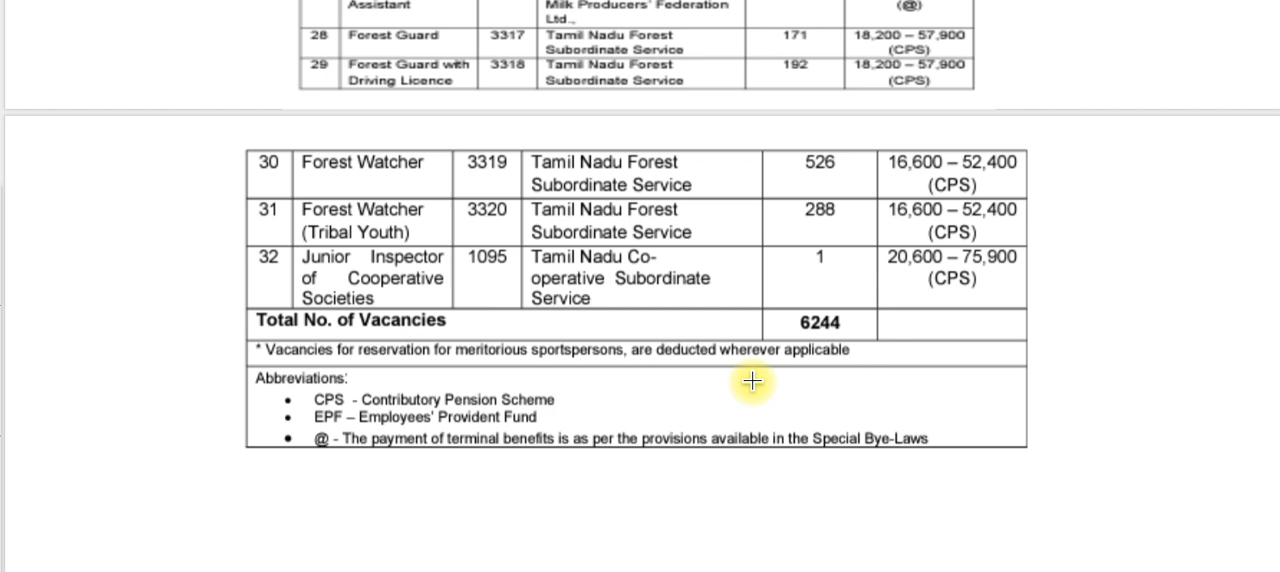 Assistant Milk Producers' Federation (@)
Ltd.,
28 Forest Guard 3317 Tamil Nadu Forest 171 18,200 – 57,900
Subordinate Service (CPS)
29 Forest Guard with 3318 Tamil Nadu Forest 192 18,200 – 57,900
Driving Licence Subordinate Service (CPS)
30 Forest Watcher 3319 Tamil Nadu Forest 526 16,600 – 52,400
Subordinate Service (CPS)
31 Forest Watcher 3320 Tamil Nadu Forest 288 16,600 – 52,400
(Tribal Youth) Subordinate Service (CPS)
32 Junior Inspector 1095 Tamil Nadu Co- 1 20,600 – 75,900
of Cooperative operative Subordinate (CPS)
Societies Service
Total No. of Vacancies 6244
* Vacancies for reservation for meritorious sportspersons, are deducted wherever applicable
Abbreviations:
• CPS - Contributory Pension Scheme
• EPF – Employees' Provident Fund
• @ - The payment of terminal benefits is as per the provisions available in the Special Bye-Laws